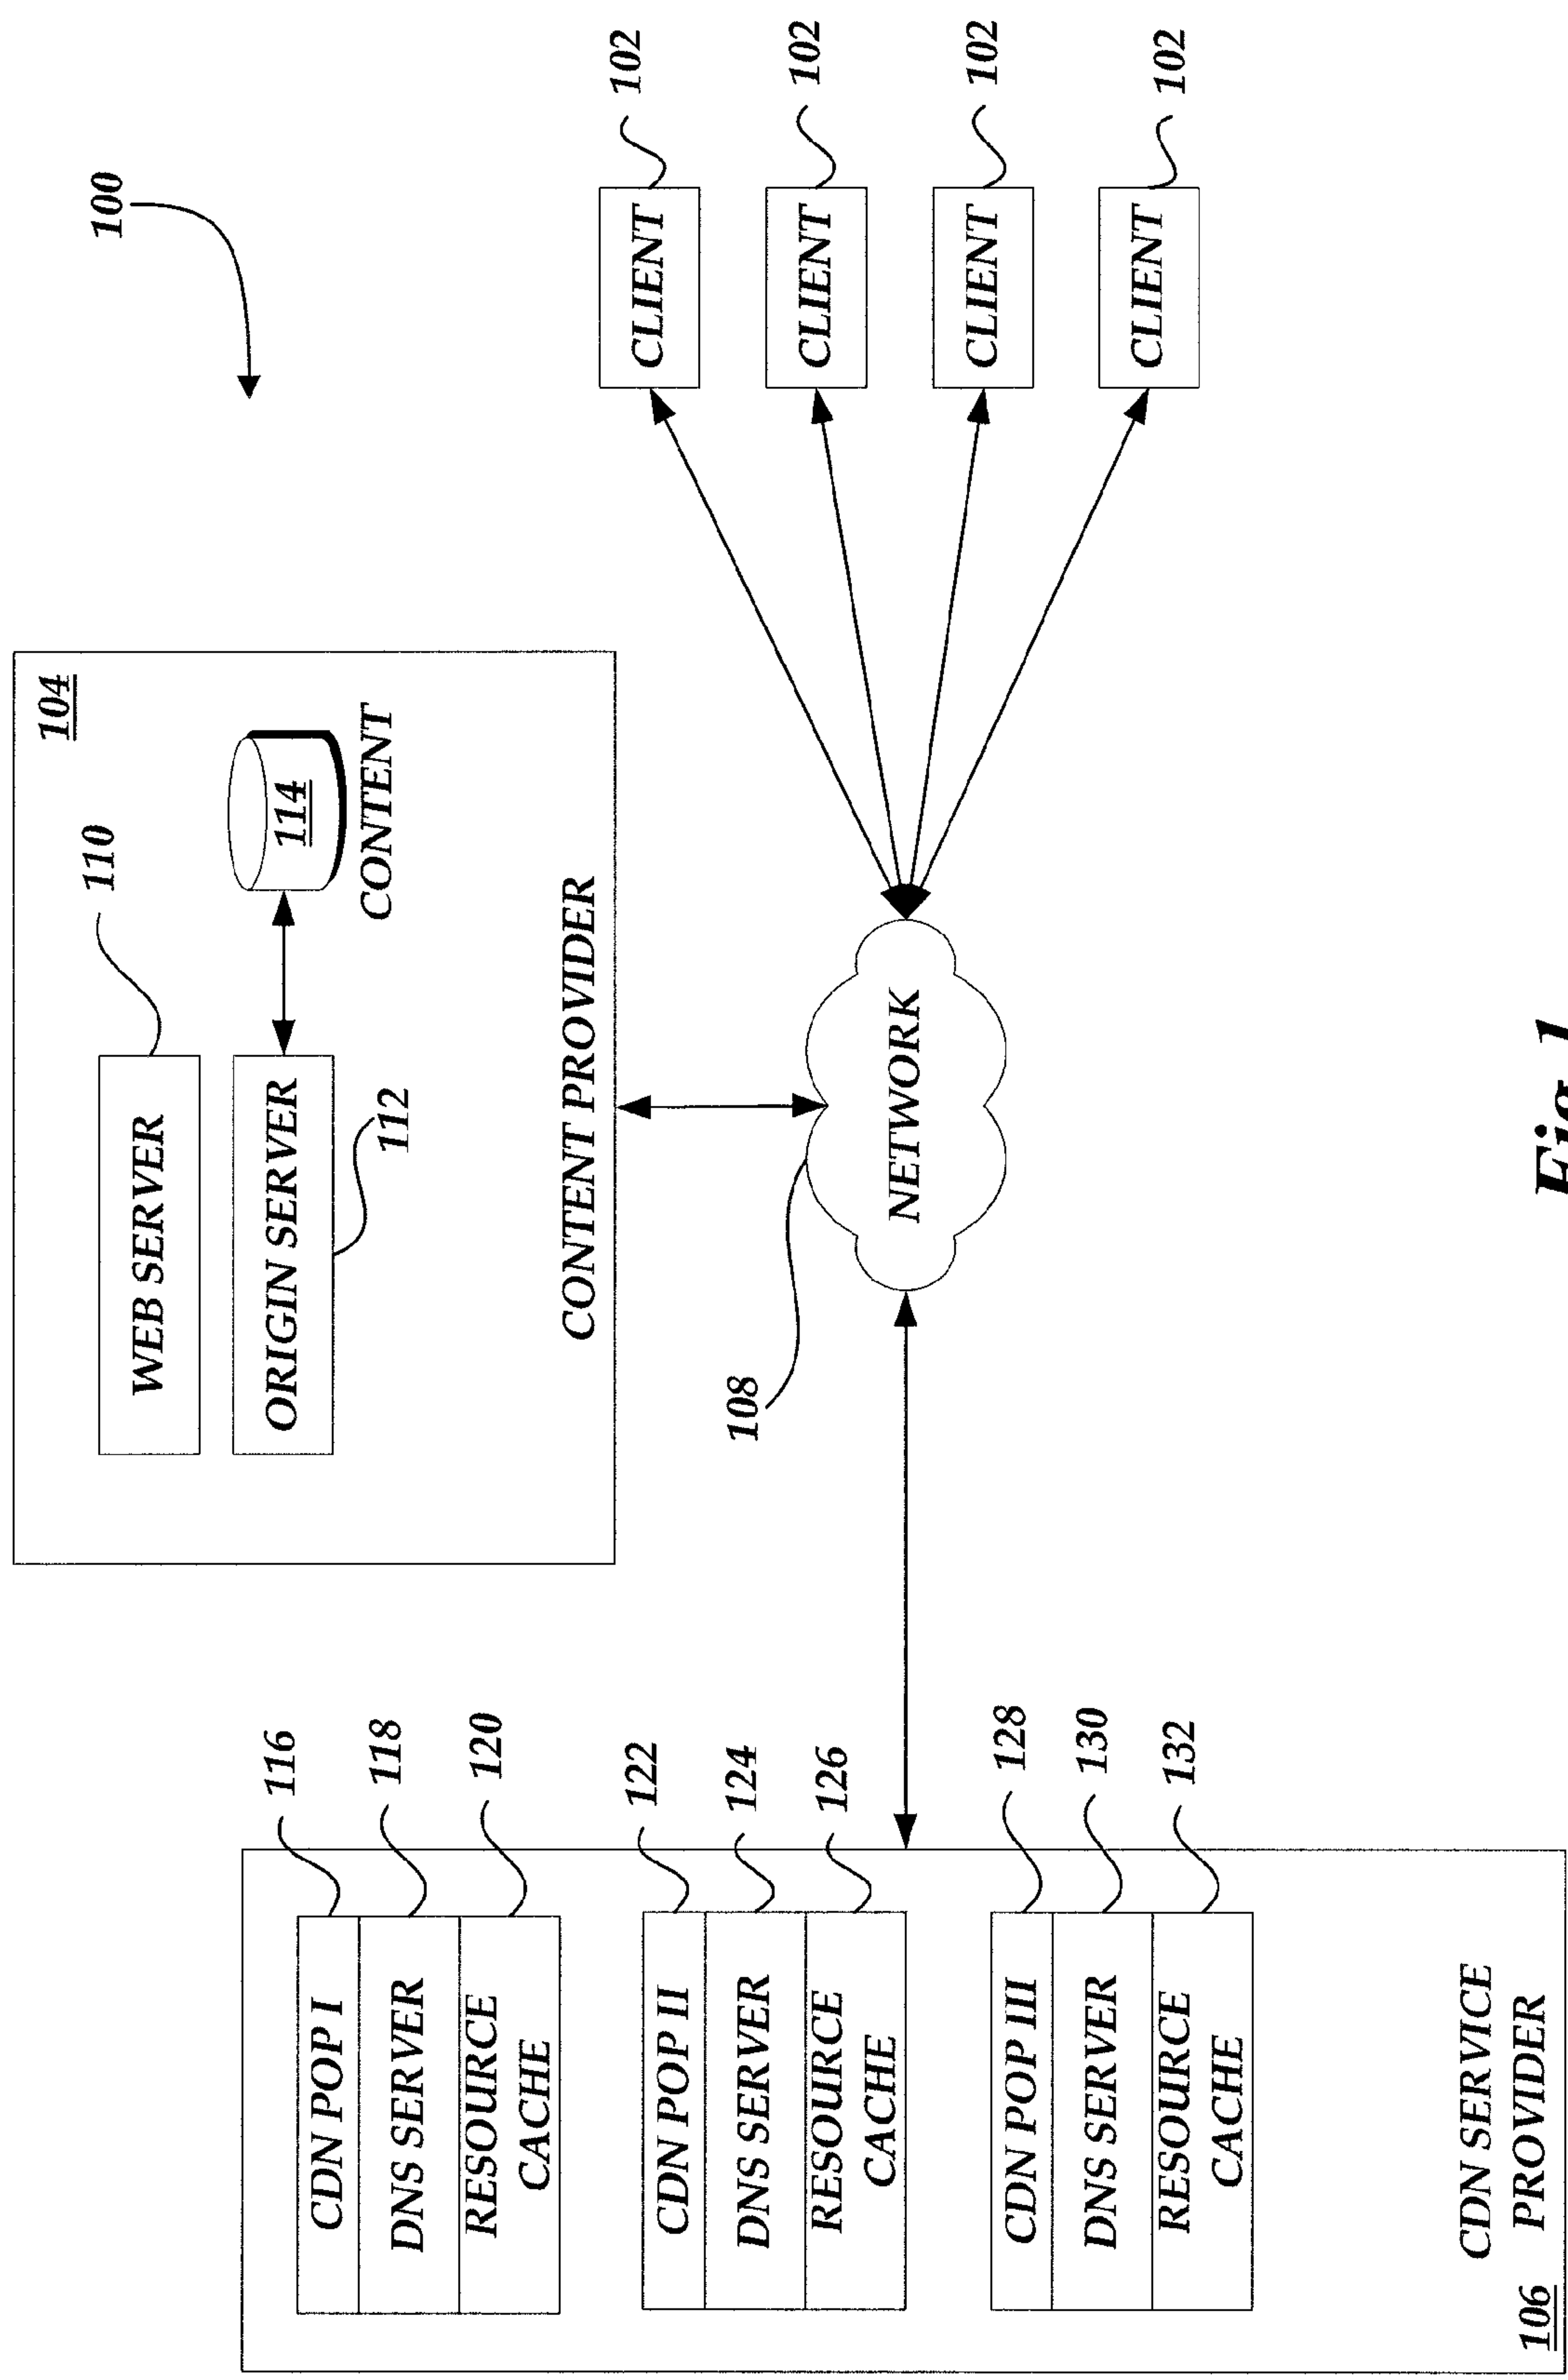 100
104
110
WEB SERVER
ORIGIN SERVER
112
114
CONTENT
CONTENT PROVIDER
116
CDN POP I
118
DNS SERVER
120
RESOURCE
CACHE
122
CDN POP II
124
DNS SERVER
126
RESOURCE
CACHE
128
CDN POP III
130
DNS SERVER
132
RESOURCE
CACHE
CDN SERVICE
PROVIDER
106
108
NETWORK
CLIENT
102
CLIENT
102
CLIENT
102
CLIENT
102
Fig.1.